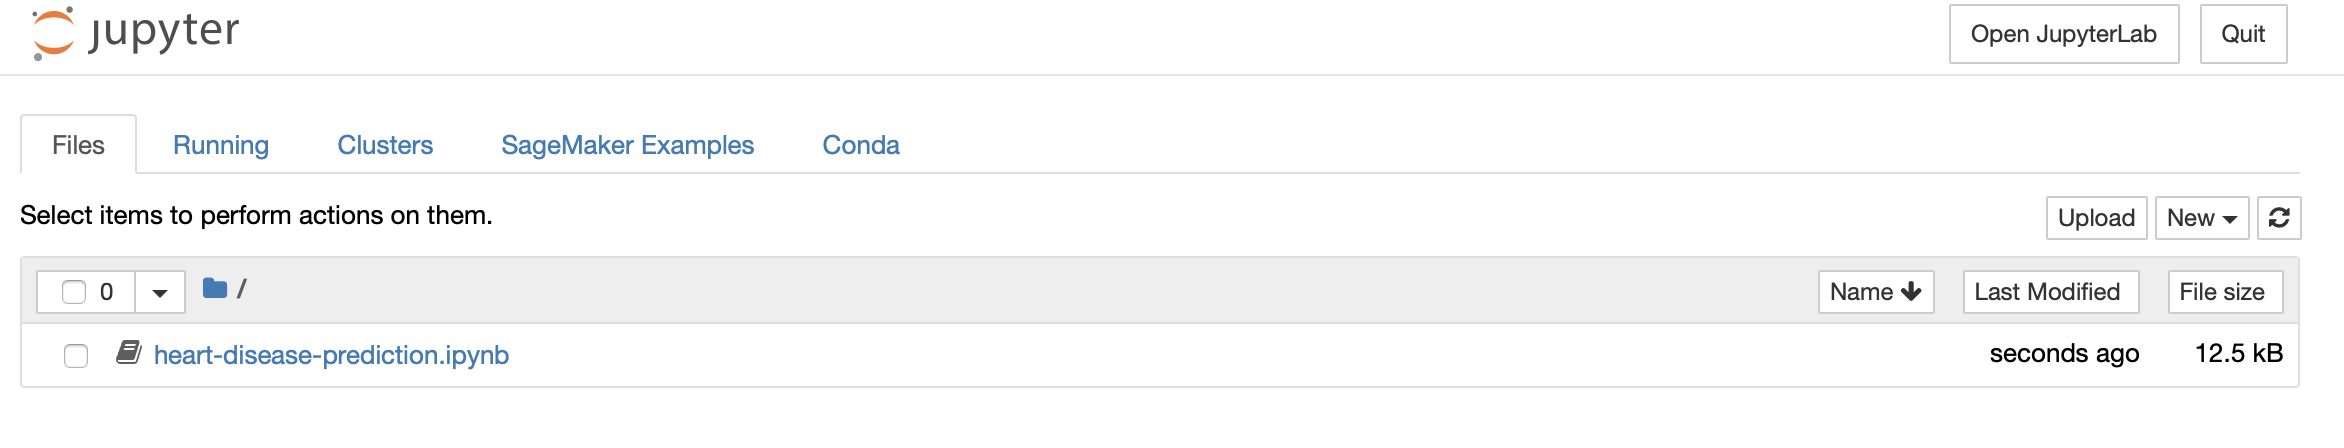 jupyter Open JupyterLab Quit
Files Running Clusters SageMaker Examples Conda
Select items to perform actions on them. Upload New
0 / Name Last Modified File size
heart-disease-prediction.ipynb seconds ago 12.5 kB